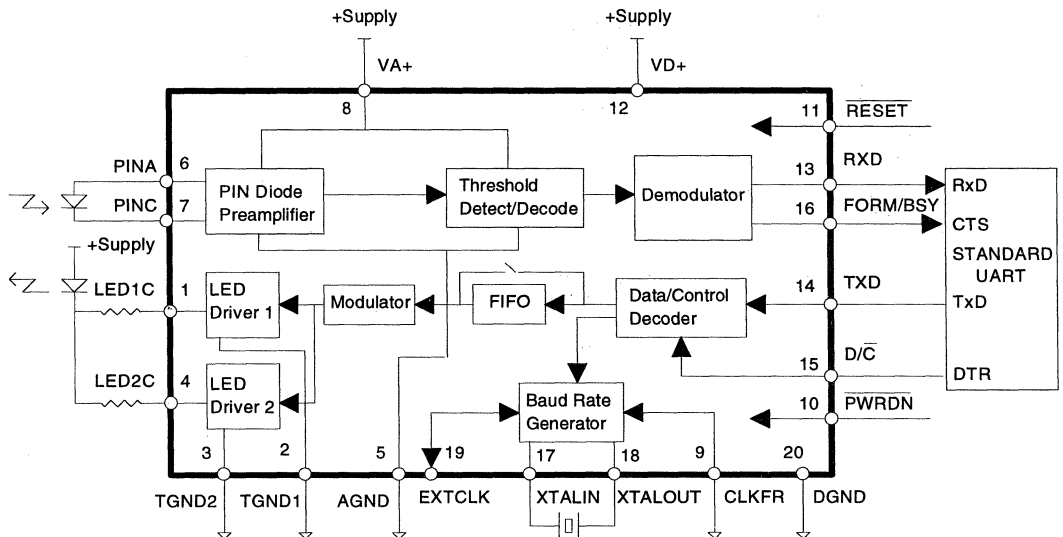 +Supply
+Supply
VA+
VD+
8
12
11
RESET
PINA
6
PIN Diode
Preamplifier
Threshold
Detect/Decode
Demodulator
13
RXD
RxD
PINC
7
16
FORM/BSY
CTS
+Supply
STANDARD
UART
LED1C
1
LED
Driver 1
Modulator
FIFO
Data/Control
Decoder
14
TXD
TxD
LED2C
4
LED
Driver 2
15
D/C̅
DTR
Baud Rate
Generator
10
PWRDN
3
2
5
19
17
18
9
20
TGND2
TGND1
AGND
EXTCLK
XTALIN
XTALOUT
CLKFR
DGND